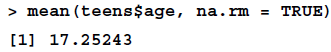 > mean(teens$age, na.rm = TRUE)
[1] 17.25243